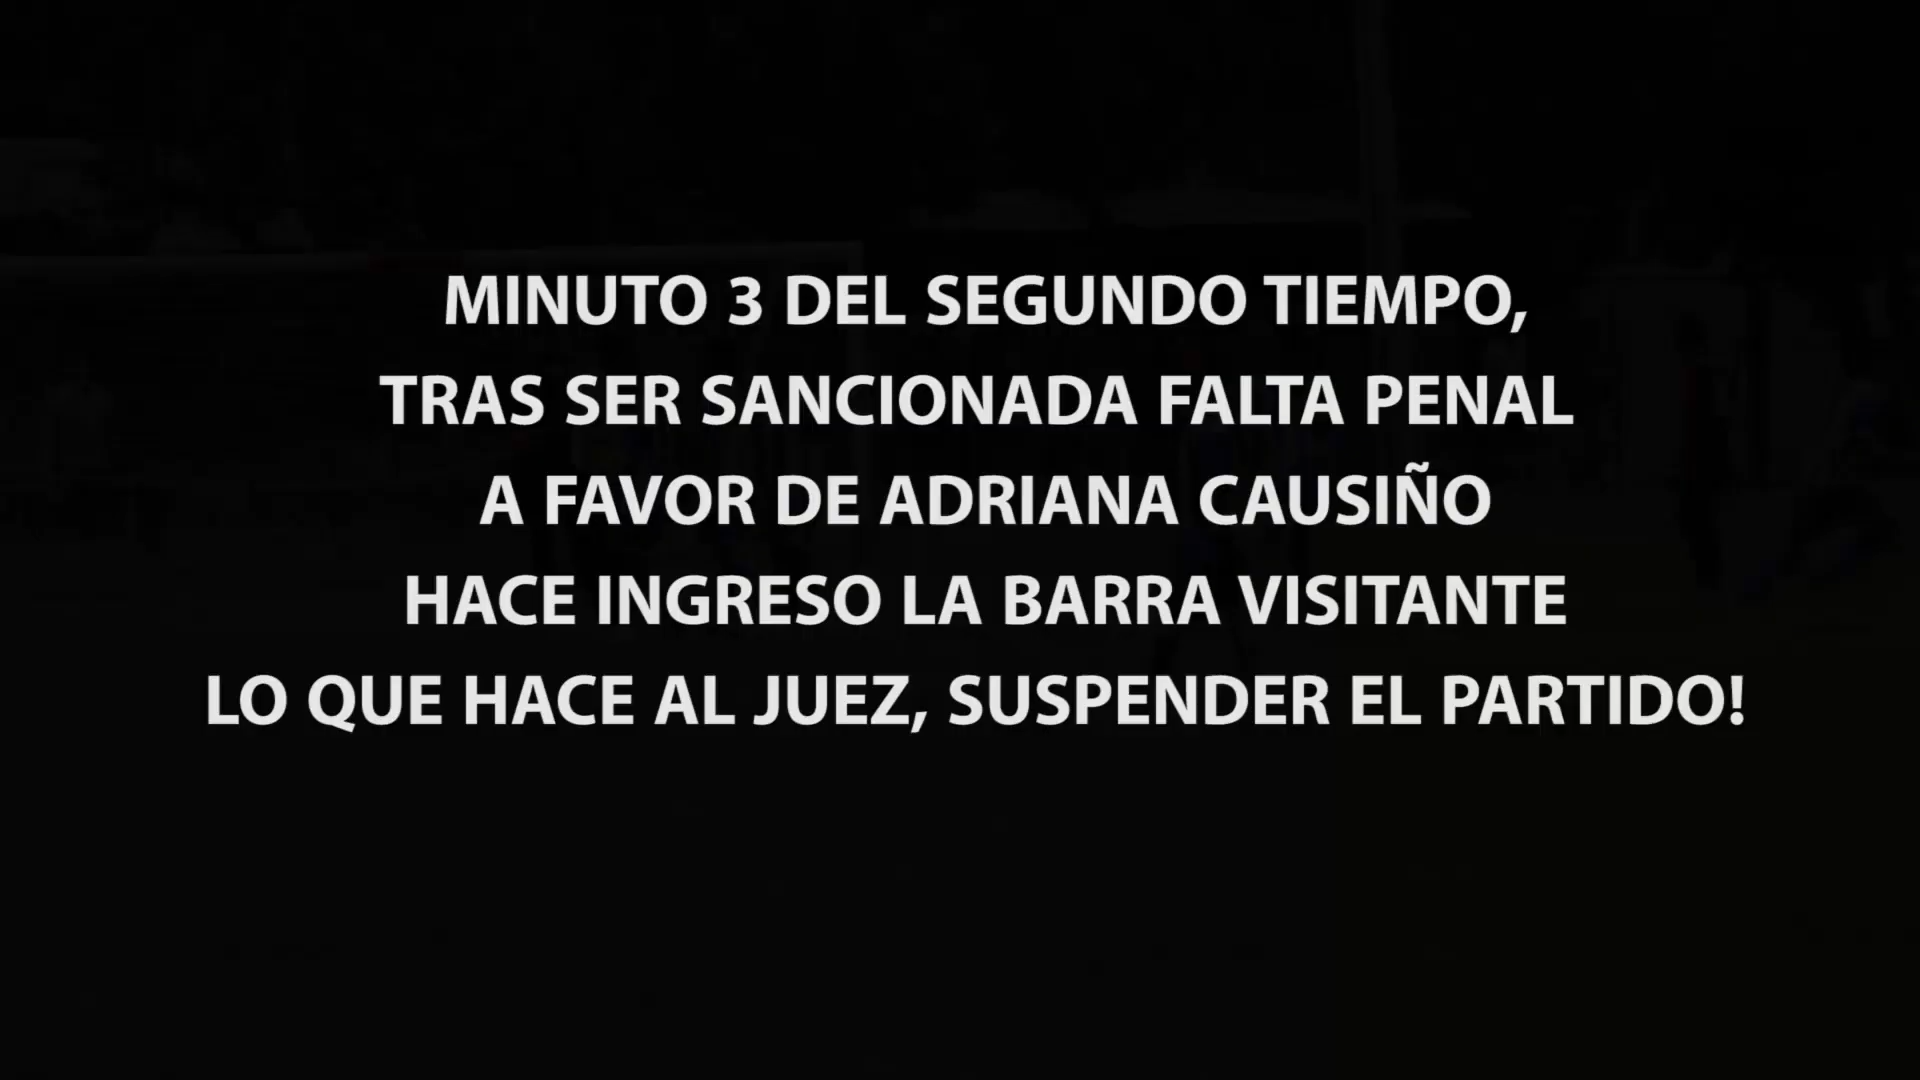 MINUTO 3 DEL SEGUNDO TIEMPO,
TRAS SER SANCIONADA FALTA PENAL
A FAVOR DE ADRIANA CAUSIÑO
HACE INGRESO LA BARRA VISITANTE
LO QUE HACE AL JUEZ, SUSPENDER EL PARTIDO!